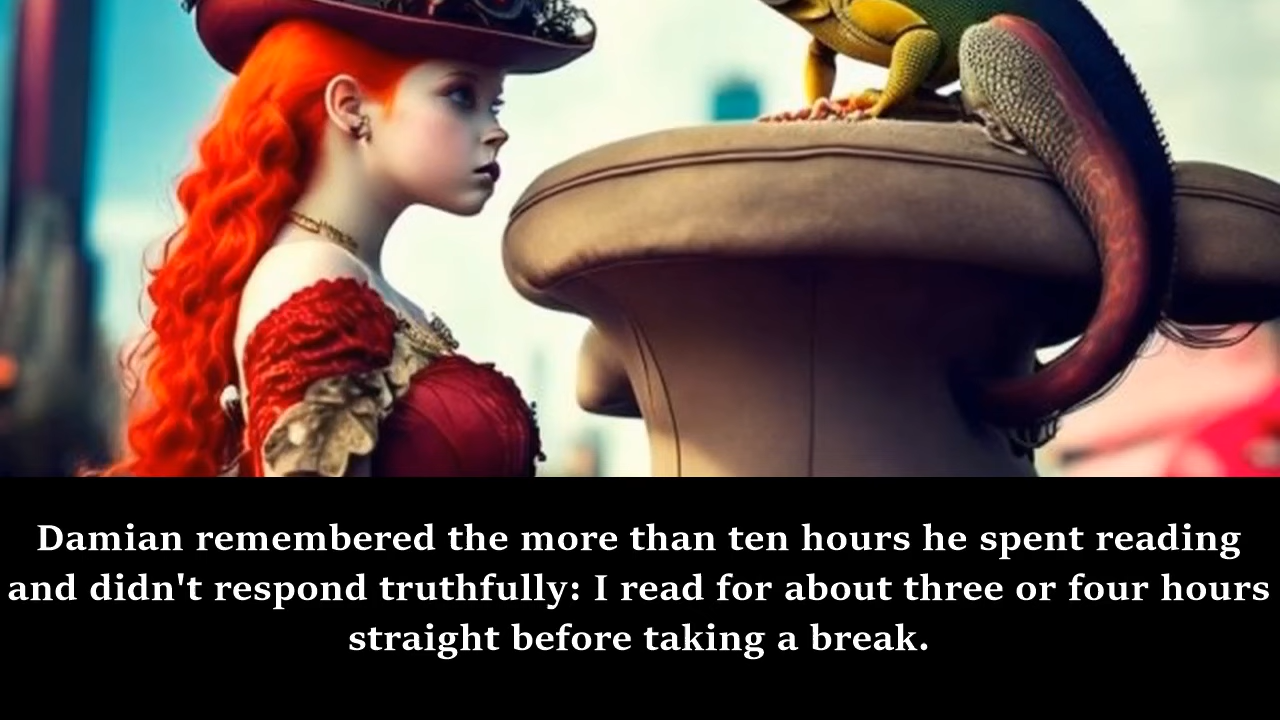 Damian remembered the more than ten hours he spent reading
and didn't respond truthfully: I read for about three or four hours
straight before taking a break.